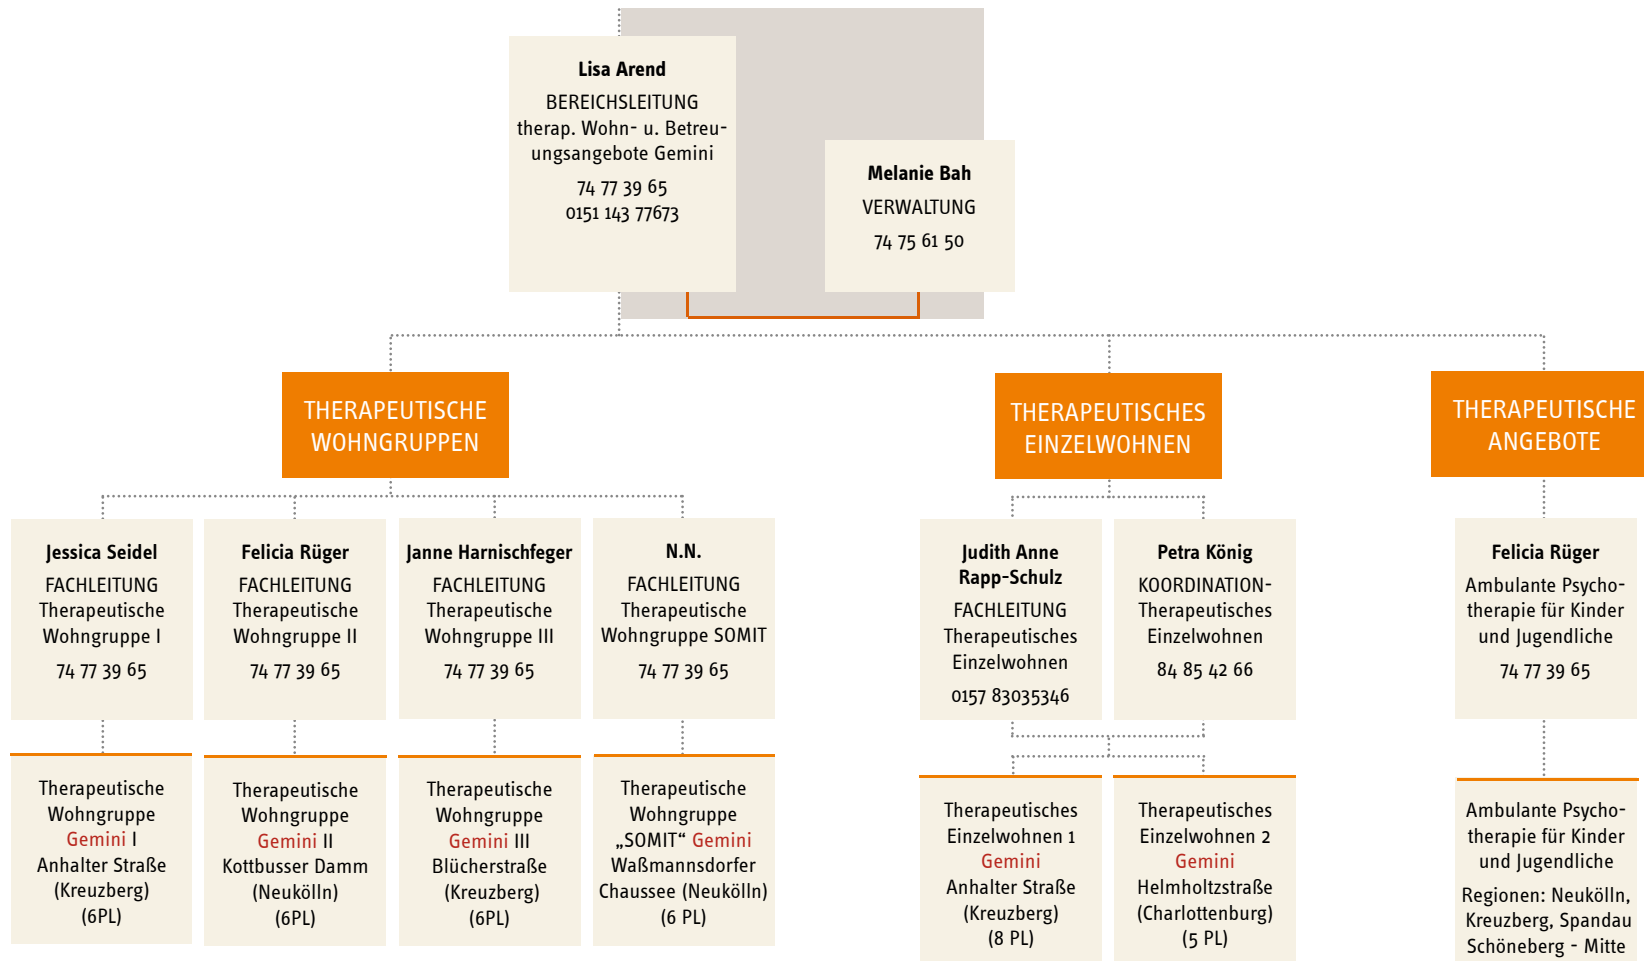 Lisa Arend
BEREICHSLEITUNG
therap. Wohn- u. Betreu-
ungsangebote Gemini
74 77 39 65
0151 143 77673
Melanie Bah
VERWALTUNG
74 75 61 50
THERAPEUTISCHE
WOHNGRUPPEN
THERAPEUTISCHES
EINZELWOHNEN
THERAPEUTISCHE
ANGEBOTE
Jessica Seidel
FACHLEITUNG
Therapeutische
Wohngruppe I
74 77 39 65
Felicia Rüger
FACHLEITUNG
Therapeutische
Wohngruppe II
74 77 39 65
Janne Harnischfeger
FACHLEITUNG
Therapeutische
Wohngruppe III
74 77 39 65
N.N.
FACHLEITUNG
Therapeutische
Wohngruppe SOMIT
74 77 39 65
Judith Anne
Rapp-Schulz
FACHLEITUNG
Therapeutisches
Einzelwohnen
0157 83035346
Petra König
KOORDINATION-
Therapeutisches
Einzelwohnen
84 85 42 66
Felicia Rüger
Ambulante Psycho-
therapie für Kinder
und Jugendliche
74 77 39 65
Therapeutische
Wohngruppe
Gemini I
Anhalter Straße
(Kreuzberg)
(6PL)
Therapeutische
Wohngruppe
Gemini II
Kottbusser Damm
(Neukölln)
(6PL)
Therapeutische
Wohngruppe
Gemini III
Blücherstraße
(Kreuzberg)
(6PL)
Therapeutische
Wohngruppe
„SOMIT“ Gemini
Waßmannsdorfer
Chaussee (Neukölln)
(6 PL)
Therapeutisches
Einzelwohnen 1
Gemini
Anhalter Straße
(Kreuzberg)
(8 PL)
Therapeutisches
Einzelwohnen 2
Gemini
Helmholtzstraße
(Charlottenburg)
(5 PL)
Ambulante Psycho-
therapie für Kinder
und Jugendliche
Regionen: Neukölln,
Kreuzberg, Spandau
Schöneberg - Mitte